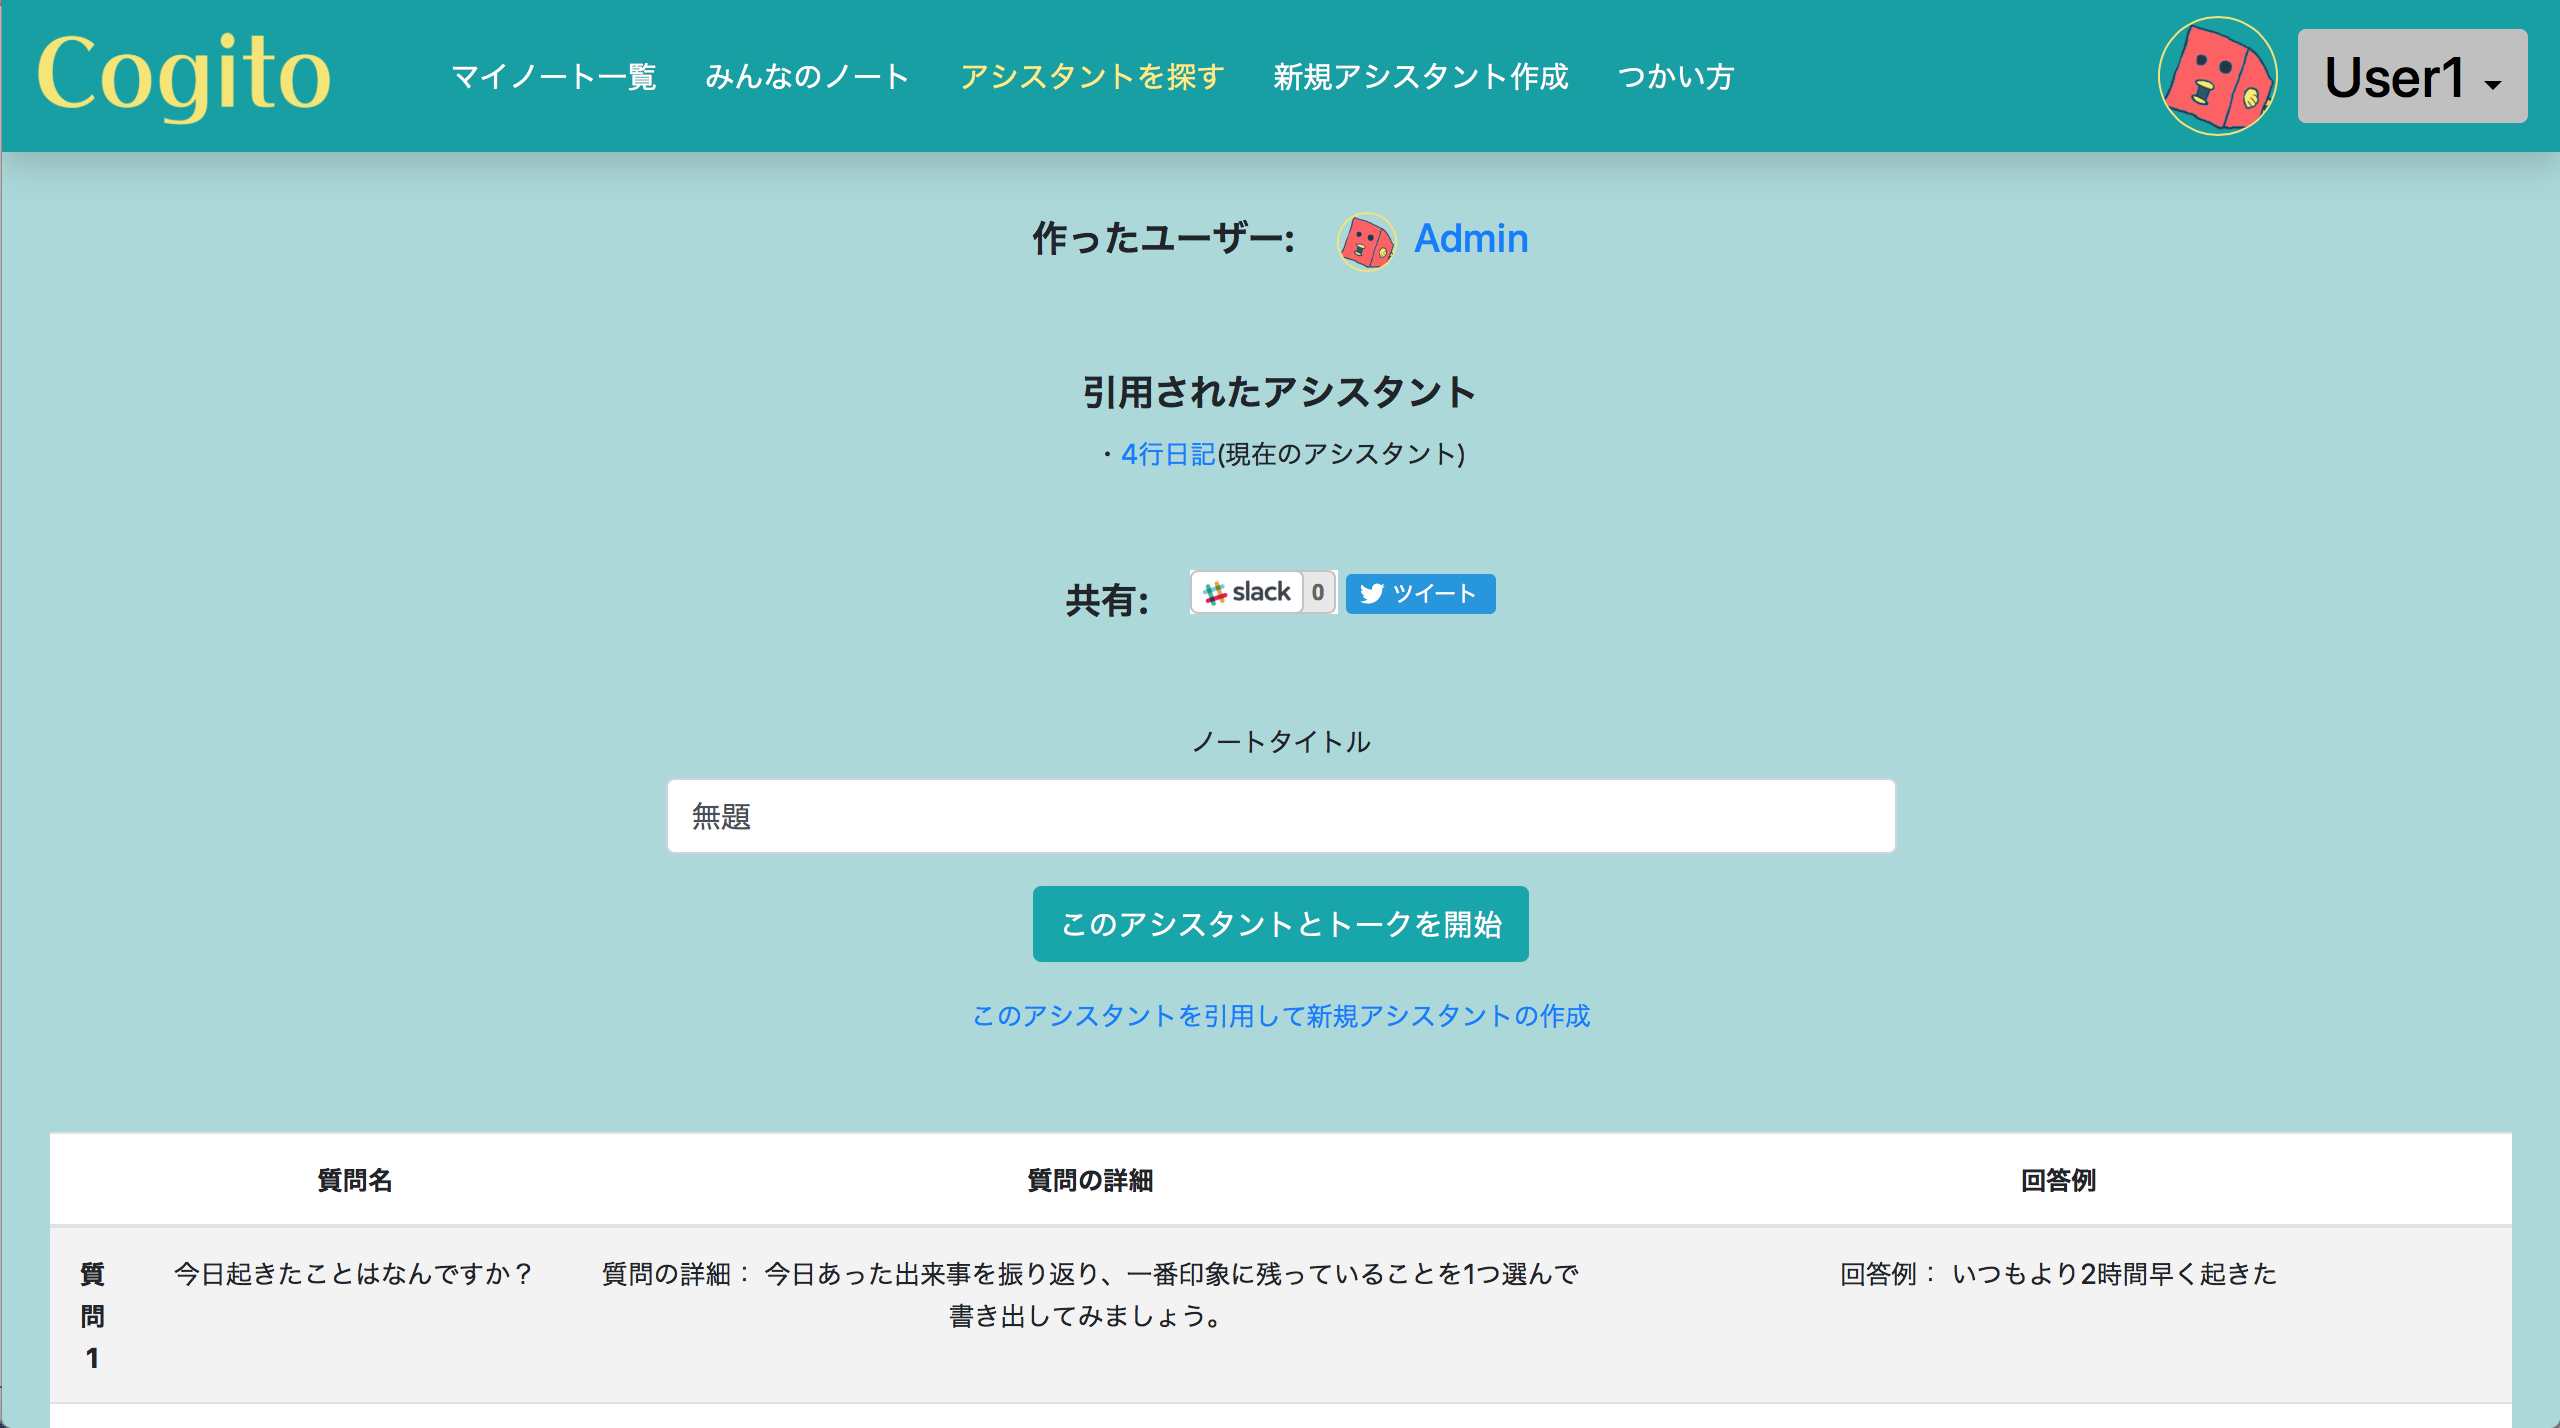 Cogito
マイノート一覧 みんなのノート アシスタントを探す 新規アシスタント作成 つかい方
User1
作ったユーザー: Admin
引用されたアシスタント
・4行日記(現在のアシスタント)
共有: slack 0 ツイート
ノートタイトル
無題
このアシスタントとトークを開始
このアシスタントを引用して新規アシスタントの作成
質問名 質問の詳細 回答例
質問1 今日起きたことはなんですか？ 質問の詳細： 今日あった出来事を振り返り、一番印象に残っていることを1つ選んで 回答例： いつもより2時間早く起きた
書き出してみましょう。